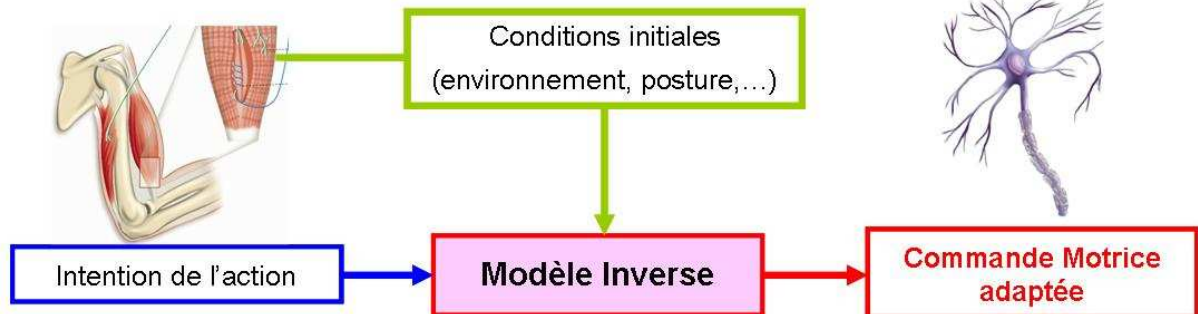 Conditions initiales
(environnement, posture,…)
Intention de l’action
Modèle Inverse
Commande Motrice
adaptée